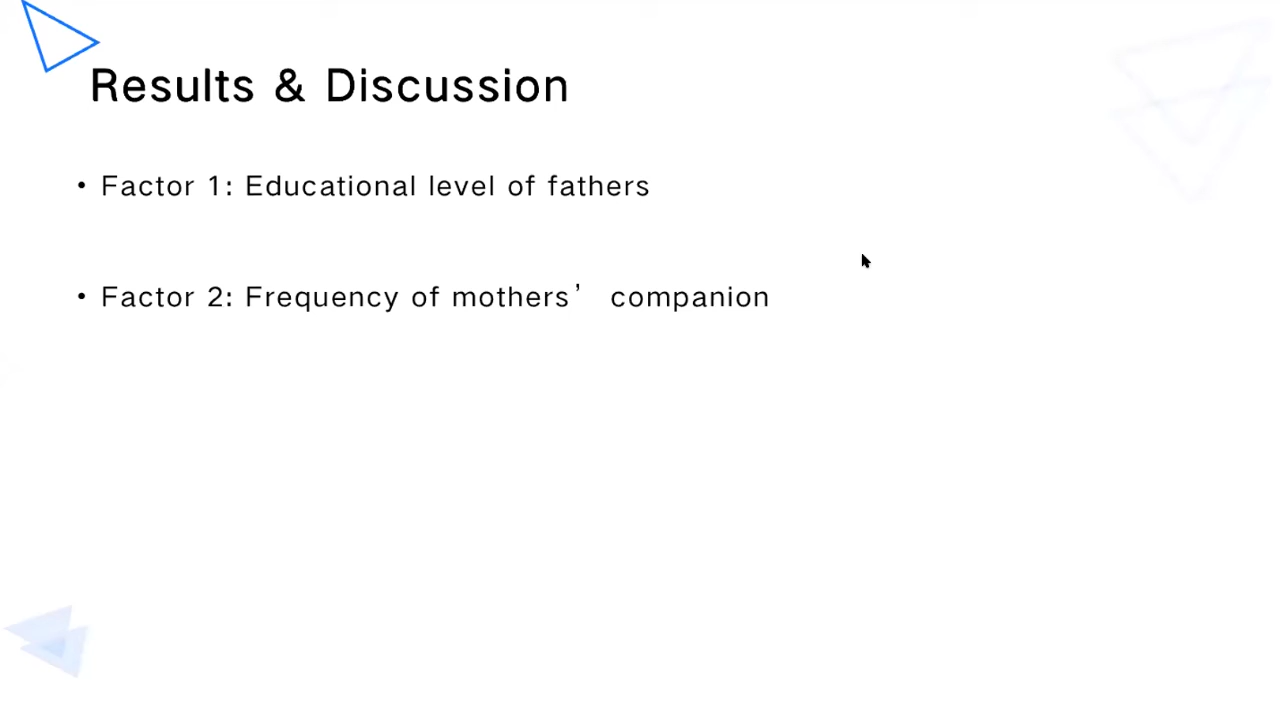 Results & Discussion
• Factor 1: Educational level of fathers
• Factor 2: Frequency of mothers’ companion